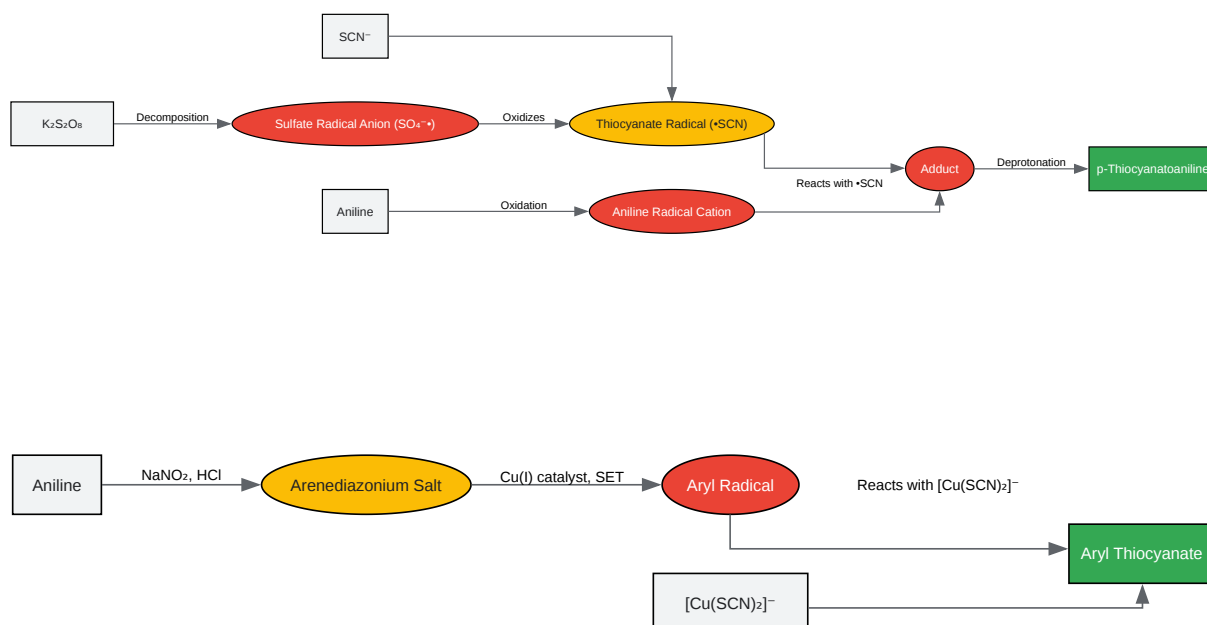 SCN⁻
K₂S₂O₈
Decomposition
Sulfate Radical Anion (SO₄⁻•)
Oxidizes
Thiocyanate Radical (•SCN)
Reacts with •SCN
Adduct
Deprotonation
p-Thiocyanatoaniline
Aniline
Oxidation
Aniline Radical Cation
Aniline
NaNO₂, HCl
Arenediazonium Salt
Cu(I) catalyst, SET
Aryl Radical
Reacts with [Cu(SCN)₂]⁻
Aryl Thiocyanate
[Cu(SCN)₂]⁻